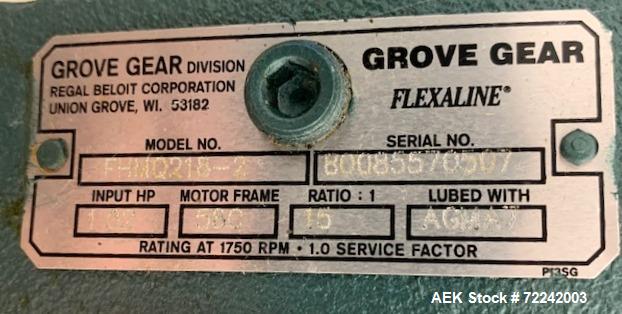 GROVE GEAR DIVISION
REGAL BELOIT CORPORATION
UNION GROVE, WI. 53182
GROVE GEAR
FLEXALINE®
MODEL NO.
SERIAL NO.
INPUT HP
MOTOR FRAME
RATIO : 1
LUBED WITH
56C
15
AGMA7
RATING AT 1750 RPM • 1.0 SERVICE FACTOR
AEK Stock # 72242003